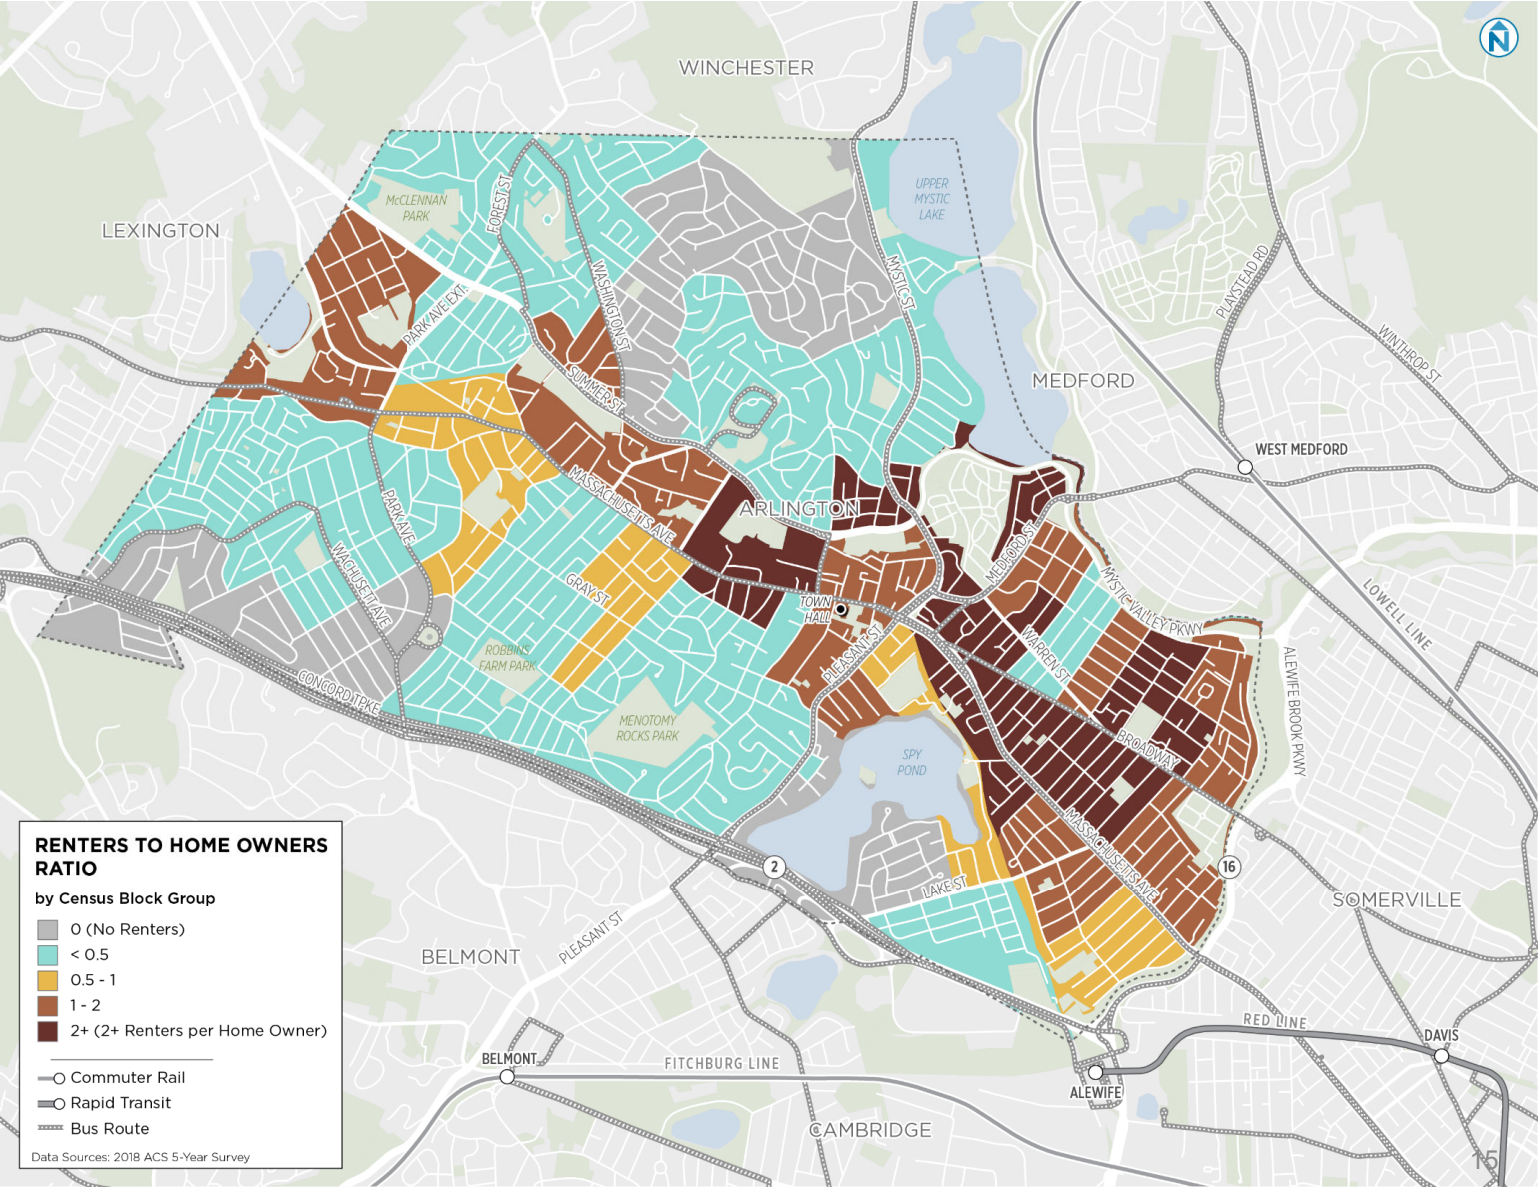 N
WINCHESTER
LEXINGTON
McCLENNAN
PARK
FOREST ST
UPPER
MYSTIC
LAKE
WASHINGTON ST
MYSTIC ST
PLAYSTEAD RD
PARK AVE EXT.
WINTHROP ST
SUMMER ST
MEDFORD
WEST MEDFORD
MASSACHUSETTS AVE
ARLINGTON
PARK AVE
WACHUSETT AVE
MEDFORD ST
GRAY ST
TOWN
HALL
MYSTIC VALLEY PKWY
LOWELL LINE
PLEASANT ST
WARREN ST
ROBBINS
FARM PARK
CONCORD TPKE
ALEWIFE BROOK PKWY
MENOTOMY
ROCKS PARK
BROADWAY
SPY
POND
MASSACHUSETTS AVE
2
16
LAKE ST
SOMERVILLE
PLEASANT ST
BELMONT
RENTERS TO HOME OWNERS
RATIO
by Census Block Group
0 (No Renters)
< 0.5
0.5 - 1
1 - 2
2+ (2+ Renters per Home Owner)
Commuter Rail
Rapid Transit
Bus Route
Data Sources: 2018 ACS 5-Year Survey
RED LINE
DAVIS
BELMONT
FITCHBURG LINE
ALEWIFE
CAMBRIDGE
15